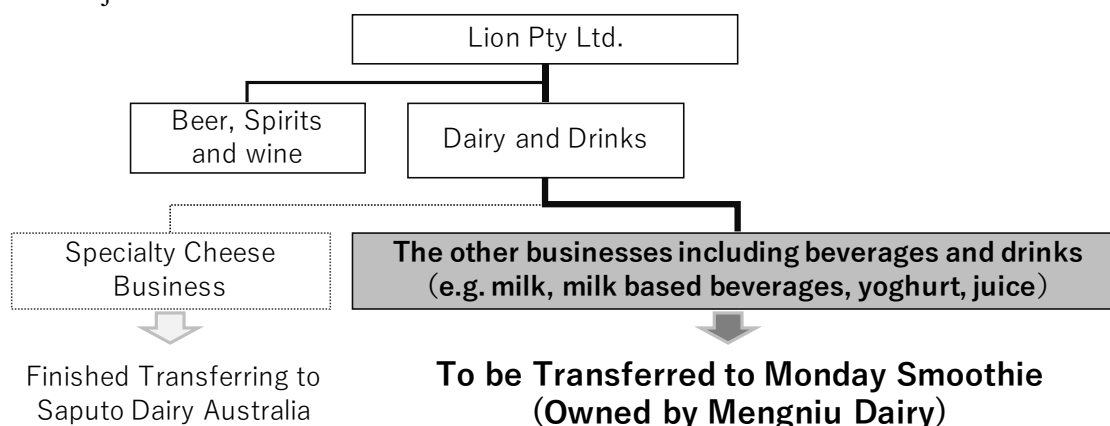 Lion Pty Ltd.
Beer, Spirits
and wine
Dairy and Drinks
Specialty Cheese
Business
The other businesses including beverages and drinks
(e.g. milk, milk based beverages, yoghurt, juice)
Finished Transferring to
Saputo Dairy Australia
To be Transferred to Monday Smoothie
(Owned by Mengniu Dairy)